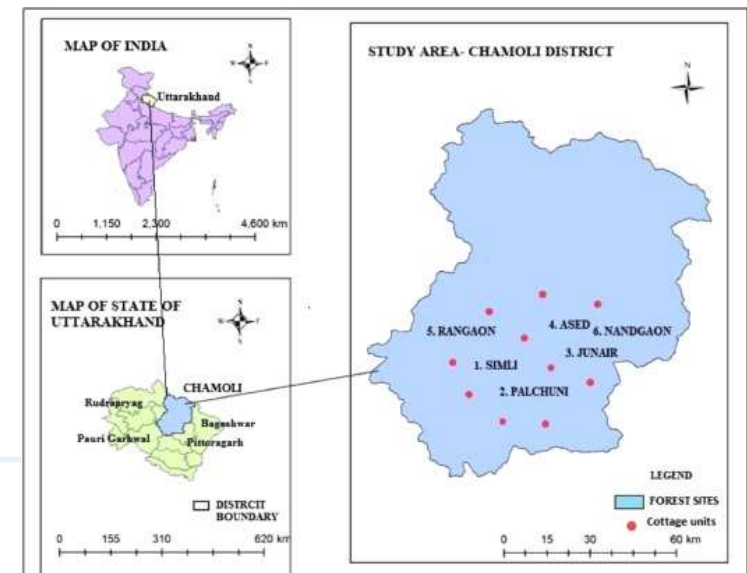 MAP OF INDIA
N
W
E
S
Uttarakhand
0 1,150 2,300 4,600 km
MAP OF STATE OF
UTTARAKHAND
N
W
E
S
CHAMOLI
Rudrapryag
Bageshwar
Pauri Garhwal
Pittoragarh
DISTRCIT
BOUNDARY
0 155 310 620 km
STUDY AREA- CHAMOLI DISTRICT
N
4. ASED
6. NANDGAON
5. RANGAON
3. JUNAIR
1. SIMLI
2. PALCHUNI
LEGEND
FOREST SITES
Cottage units
0 15 30 60 km